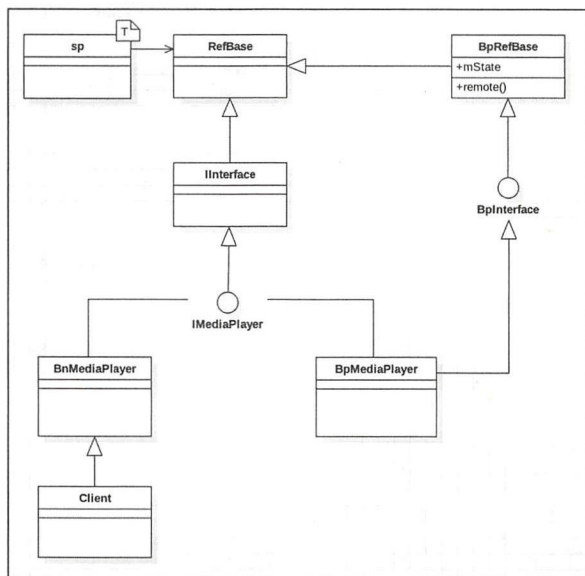 T
sp
RefBase
BpRefBase
+mState
+remote()
IInterface
BpInterface
IMediaPlayer
BnMediaPlayer
BpMediaPlayer
Client